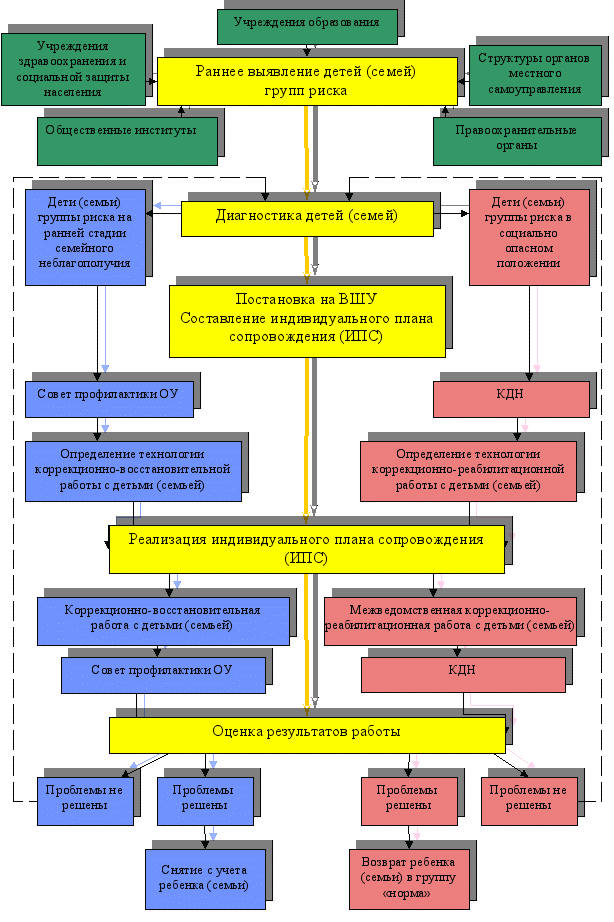 Учреждения образования
Учреждения
здравоохранения и
социальной защиты
населения
Раннее выявление детей (семей)
групп риска
Структуры органов
местного
самоуправления
Общественные институты
Правоохранительные
органы
Дети (семьи)
группы риска на
ранней стадии
семейного
неблагополучия
Диагностика детей (семей)
Дети (семьи)
группы риска в
социально
опасном
положении
Постановка на ВШУ
Составление индивидуального плана
сопровождения (ИПС)
Совет профилактики ОУ
КДН
Определение технологии
коррекционно-восстановительной
работы с детьми (семьей)
Определение технологии
коррекционно-реабилитационной
работы с детьми (семьей)
Реализация индивидуального плана сопровождения
(ИПС)
Коррекционно-восстановительная
работа с детьми (семьей)
Межведомственная коррекционно-
реабилитационная работа с детьми (семьей)
Совет профилактики ОУ
КДН
Оценка результатов работы
Проблемы не
решены
Проблемы
решены
Проблемы
решены
Проблемы не
решены
Снятие с учета
ребенка (семьи)
Возврат ребенка
(семьи) в группу
«норма»